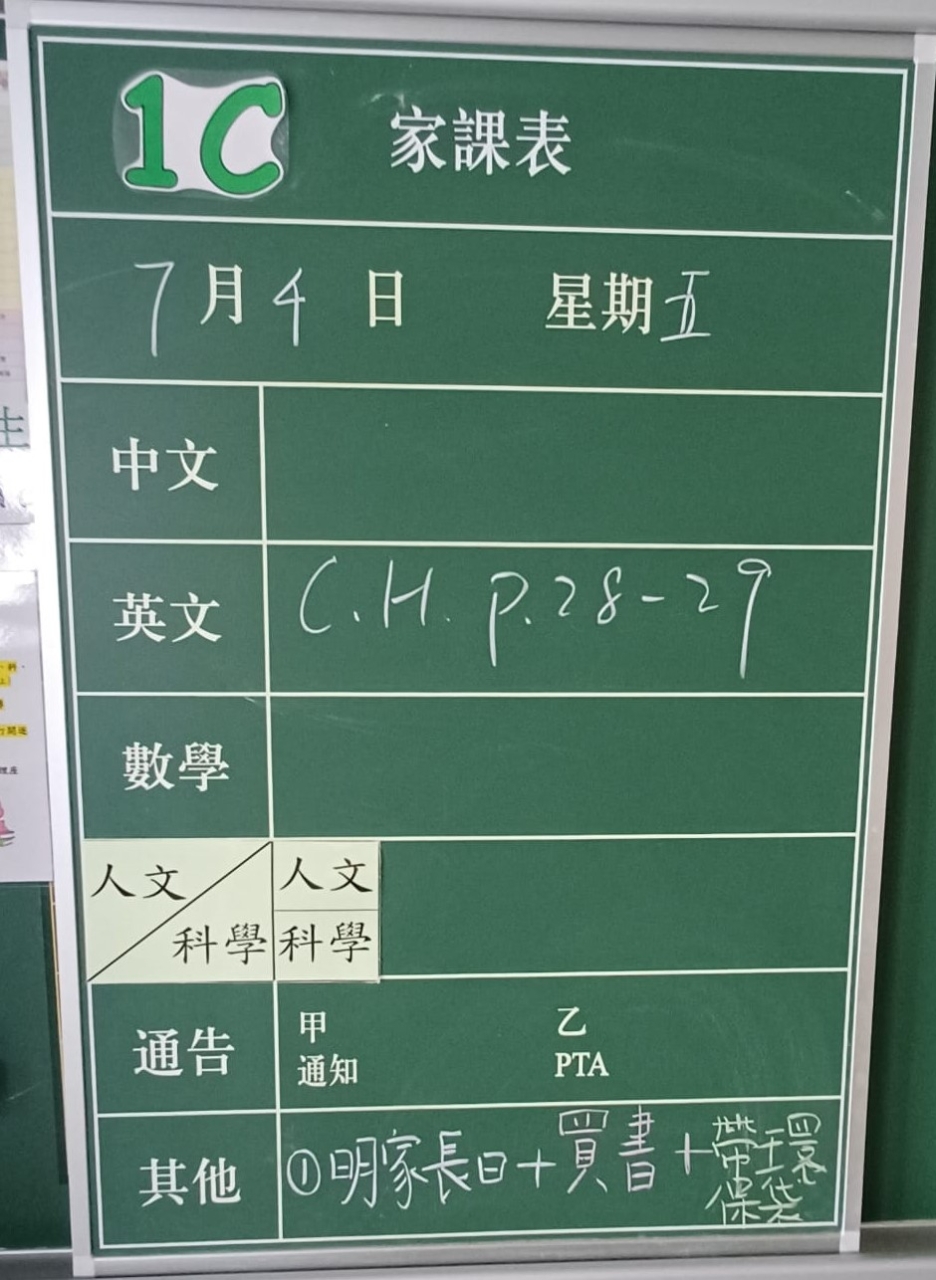 1C 家課表
7月4日 星期五
中文
英文 C.H. p.28-29
數學
人文 人文
科學 科學
通告 甲 乙
通知 PTA
其他 ①明家長日+買書+帶環保袋